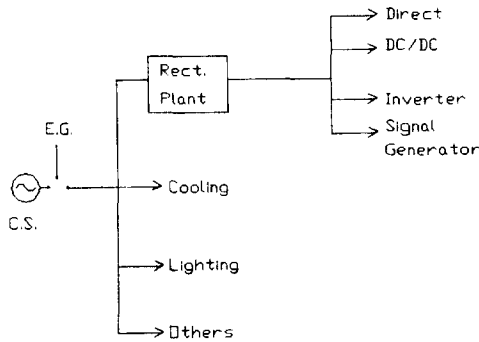 Direct
DC/DC
Rect.
Plant
Inverter
Signal
Generator
E.G.
Cooling
C.S.
Lighting
Others